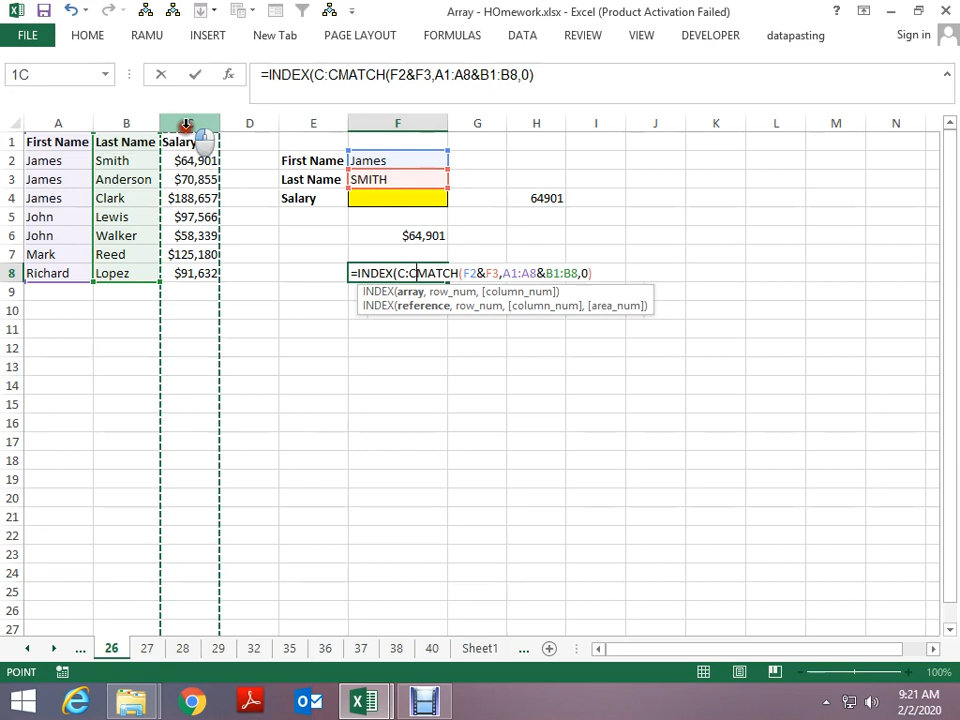 Array - HOmework.xlsx - Excel (Product Activation Failed)
FILE HOME RAMU INSERT New Tab PAGE LAYOUT FORMULAS DATA REVIEW VIEW DEVELOPER datapasting Sign in
1C =INDEX(C:CMATCH(F2&F3,A1:A8&B1:B8,0)
A B D E F G H I J K L M N
1 First Name Last Name Salary
2 James Smith $64,901 First Name James
3 James Anderson $70,855 Last Name SMITH
4 James Clark $188,657 Salary 64901
5 John Lewis $97,566
6 John Walker $58,339 $64,901
7 Mark Reed $125,180
8 Richard Lopez $91,632 =INDEX(C:CMATCH(F2&F3,A1:A8&B1:B8,0)
9 INDEX(array, row_num, [column_num])
10 INDEX(reference, row_num, [column_num], [area_num])
11
12
13
14
15
16
17
18
19
20
21
22
23
24
25
26
27
... 26 27 28 29 32 35 36 37 38 40 Sheet1 ...
POINT 100%
9:21 AM
2/2/2020